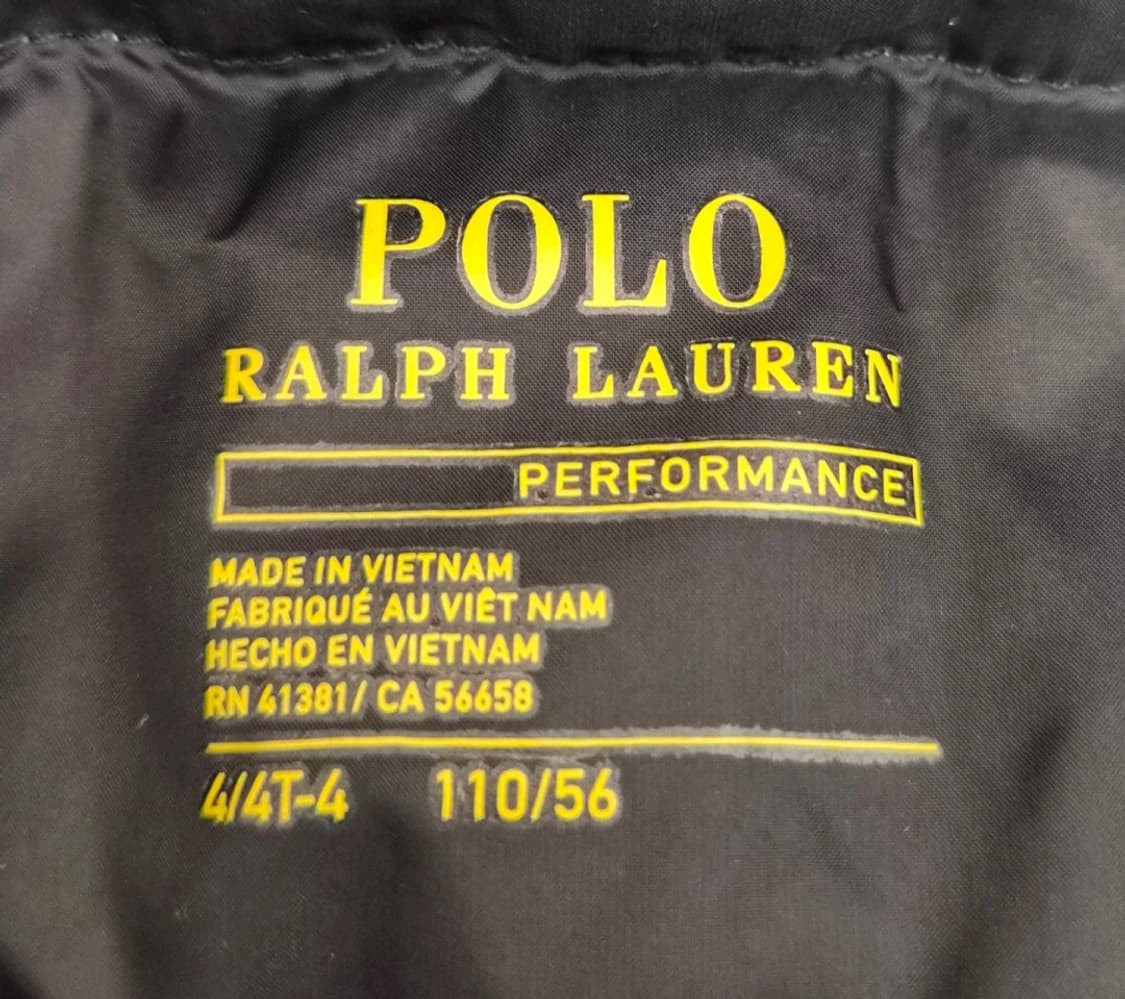 POLO
RALPH LAUREN
PERFORMANCE
MADE IN VIETNAM
FABRIQUÉ AU VIÊT NAM
HECHO EN VIETNAM
RN 41381/ CA 56658
4/4T-4 110/56